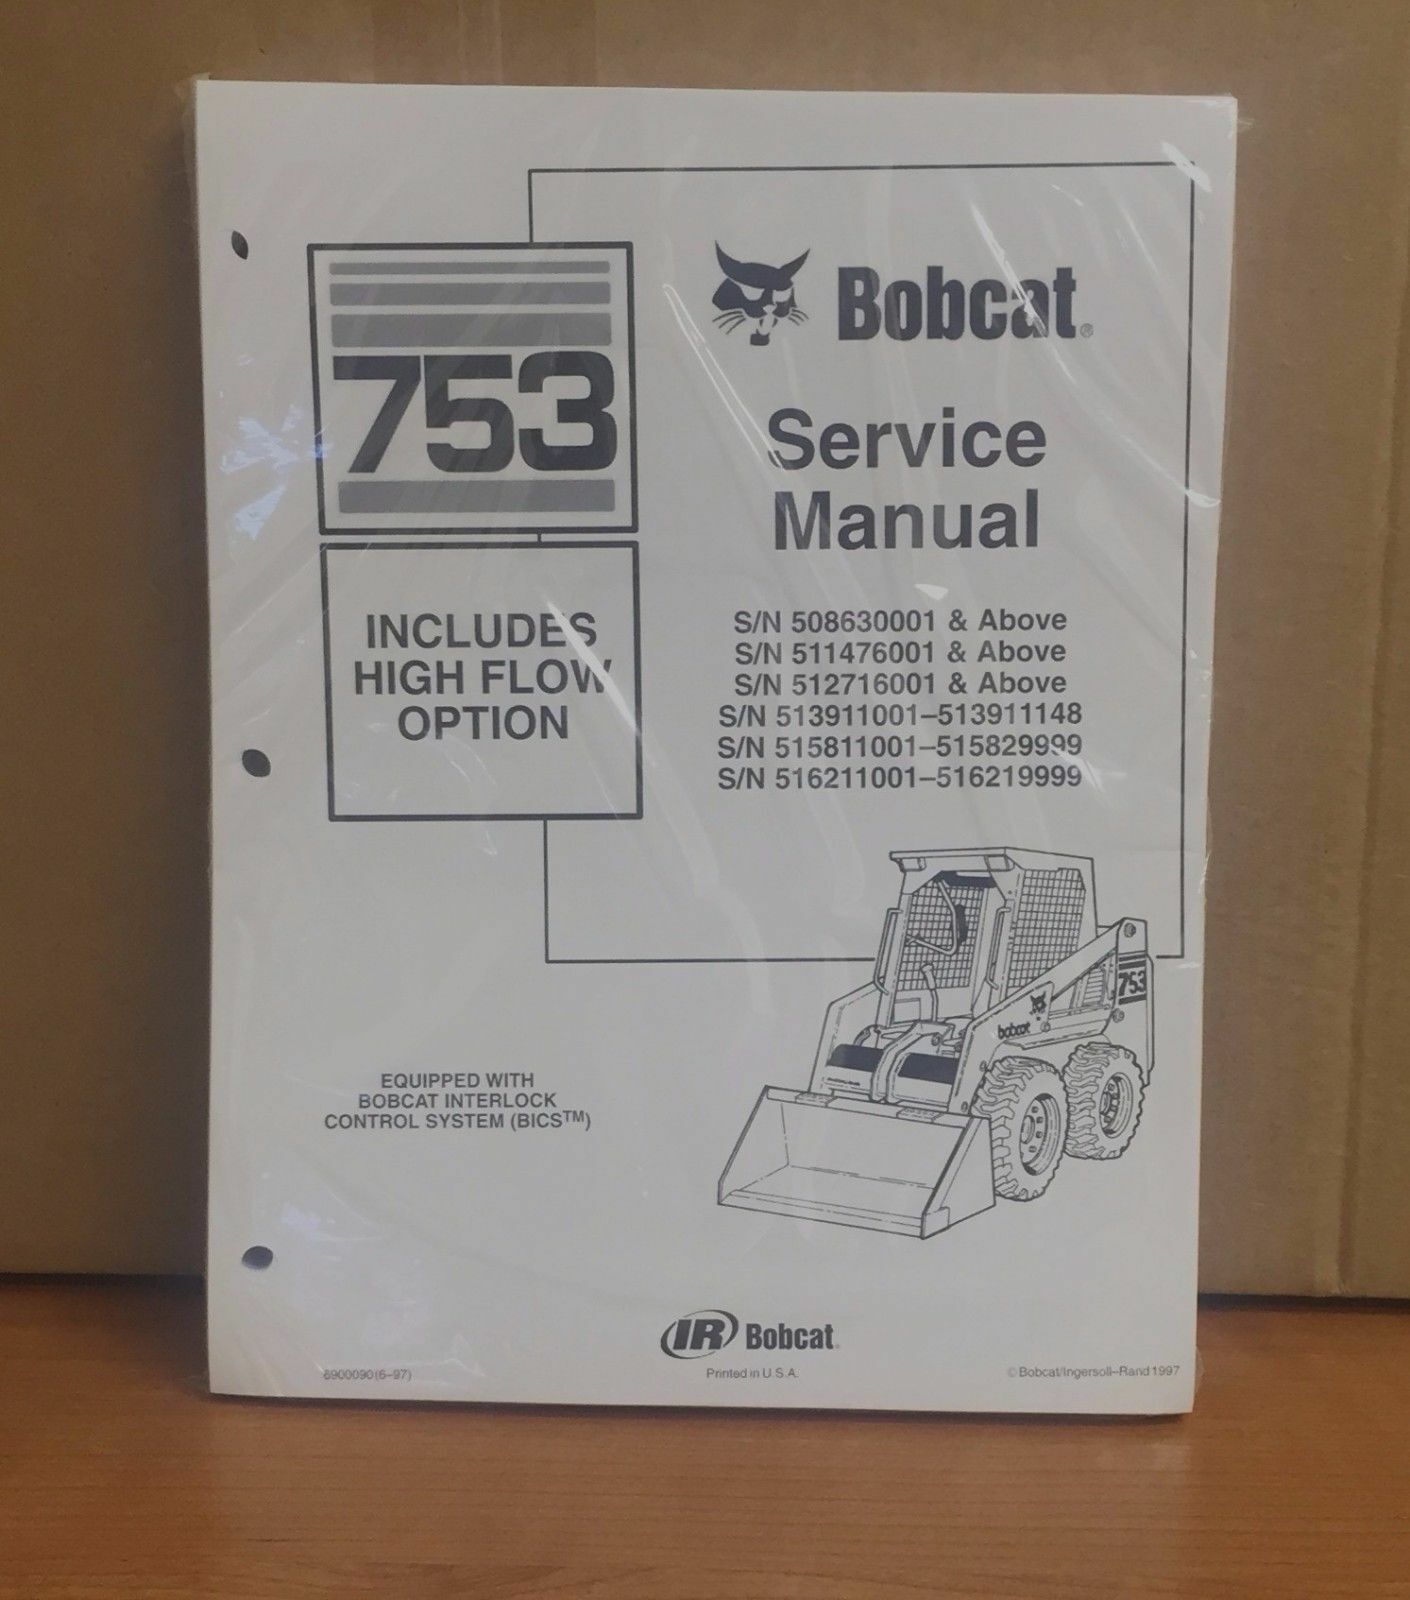 753
INCLUDES
HIGH FLOW
OPTION
Bobcat®
Service
Manual
S/N 508630001 & Above
S/N 511476001 & Above
S/N 512716001 & Above
S/N 513911001–513911148
S/N 515811001–515829999
S/N 516211001–516219999
753
bobcat
EQUIPPED WITH
BOBCAT INTERLOCK
CONTROL SYSTEM (BICS™)
IR Bobcat®
6900090 (6–97)
Printed in U.S.A.
© Bobcat/Ingersoll–Rand 1997